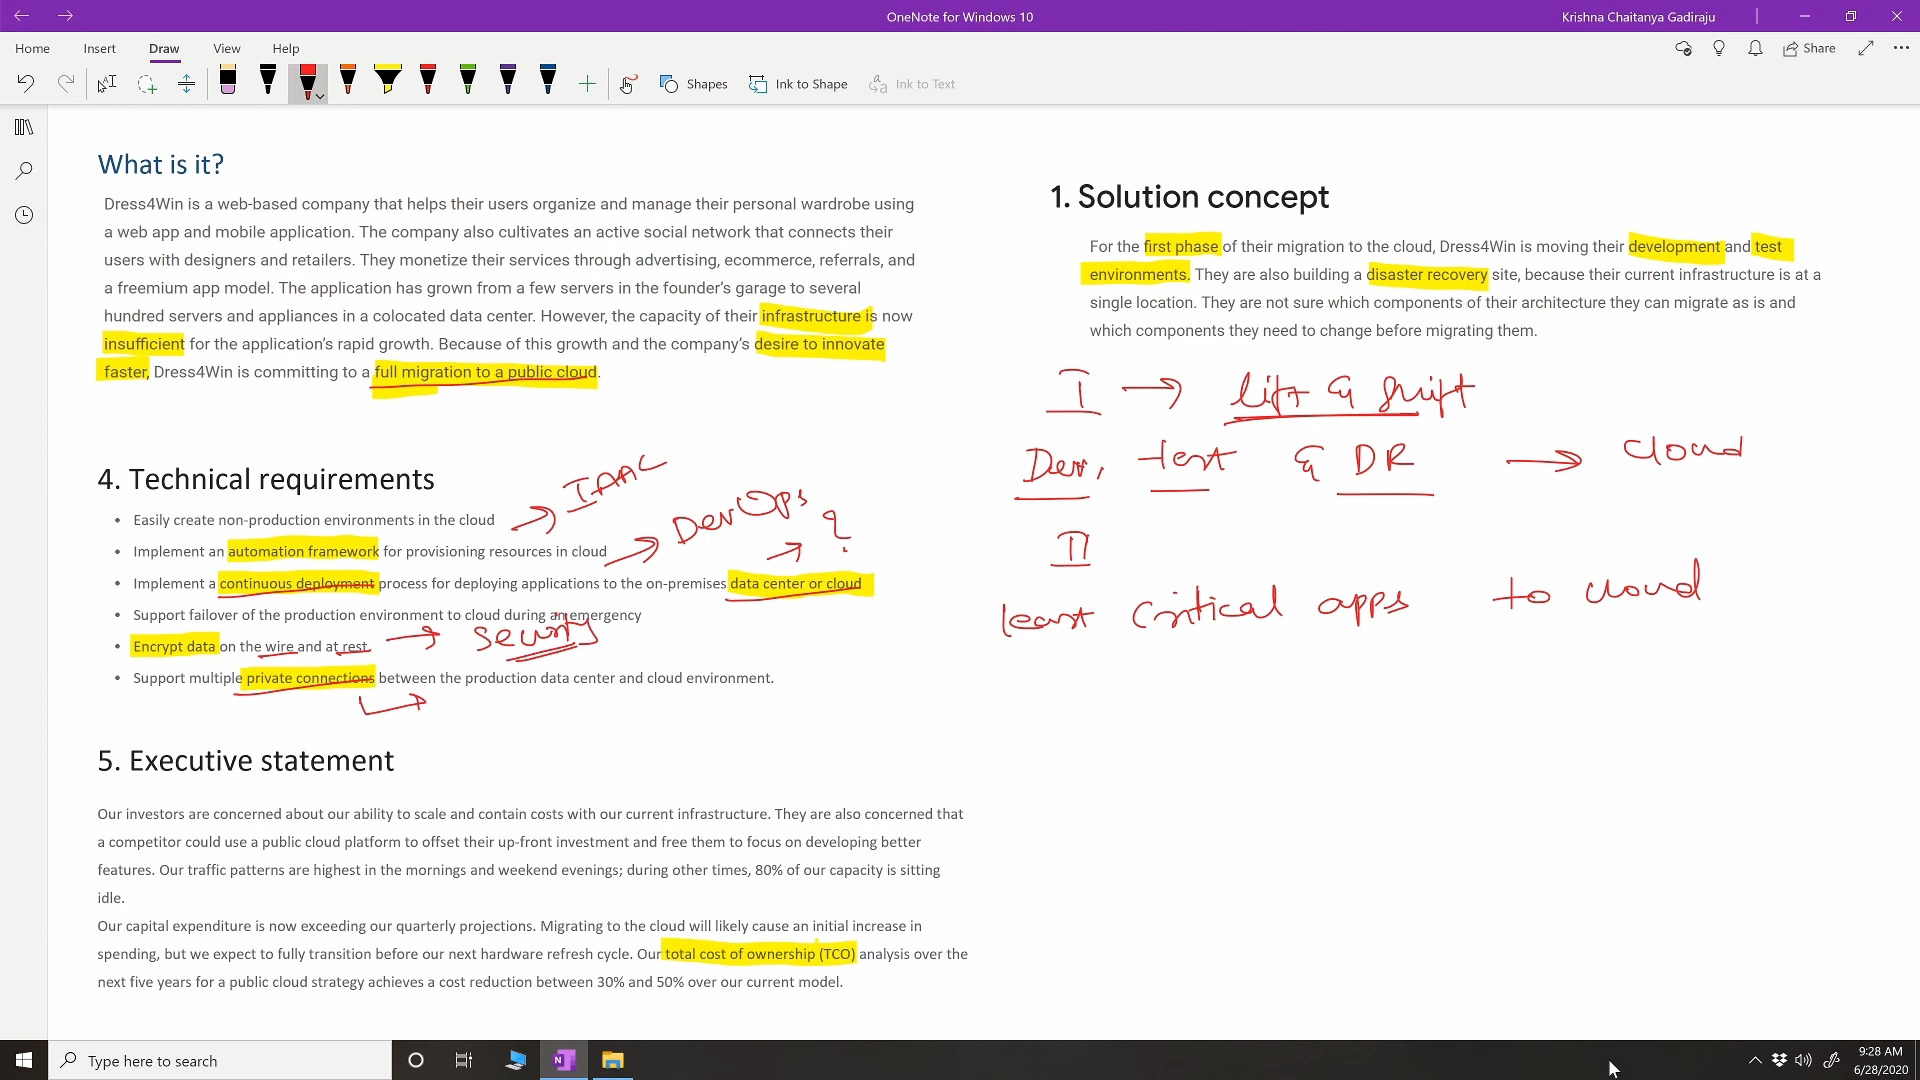 OneNote for Windows 10
Krishna Chaitanya Gadiraju
Home Insert Draw View Help
Share
Shapes Ink to Shape Ink to Text
What is it?
Dress4Win is a web-based company that helps their users organize and manage their personal wardrobe using
a web app and mobile application. The company also cultivates an active social network that connects their
users with designers and retailers. They monetize their services through advertising, ecommerce, referrals, and
a freemium app model. The application has grown from a few servers in the founder's garage to several
hundred servers and appliances in a colocated data center. However, the capacity of their infrastructure is now
insufficient for the application's rapid growth. Because of this growth and the company's desire to innovate
faster, Dress4Win is committing to a full migration to a public cloud.
4. Technical requirements
IAAC
• Easily create non-production environments in the cloud
DevOps
?
• Implement an automation framework for provisioning resources in cloud
• Implement a continuous deployment process for deploying applications to the on-premises data center or cloud
• Support failover of the production environment to cloud during an emergency
• Encrypt data on the wire and at rest. → Security
• Support multiple private connections between the production data center and cloud environment.
5. Executive statement
Our investors are concerned about our ability to scale and contain costs with our current infrastructure. They are also concerned that
a competitor could use a public cloud platform to offset their up-front investment and free them to focus on developing better
features. Our traffic patterns are highest in the mornings and weekend evenings; during other times, 80% of our capacity is sitting
idle.
Our capital expenditure is now exceeding our quarterly projections. Migrating to the cloud will likely cause an initial increase in
spending, but we expect to fully transition before our next hardware refresh cycle. Our total cost of ownership (TCO) analysis over the
next five years for a public cloud strategy achieves a cost reduction between 30% and 50% over our current model.
1. Solution concept
For the first phase of their migration to the cloud, Dress4Win is moving their development and test
environments. They are also building a disaster recovery site, because their current infrastructure is at a
single location. They are not sure which components of their architecture they can migrate as is and
which components they need to change before migrating them.
I → lift & shift
Dev, test & DR → cloud
II
least critical apps to cloud
Type here to search
9:28 AM
6/28/2020